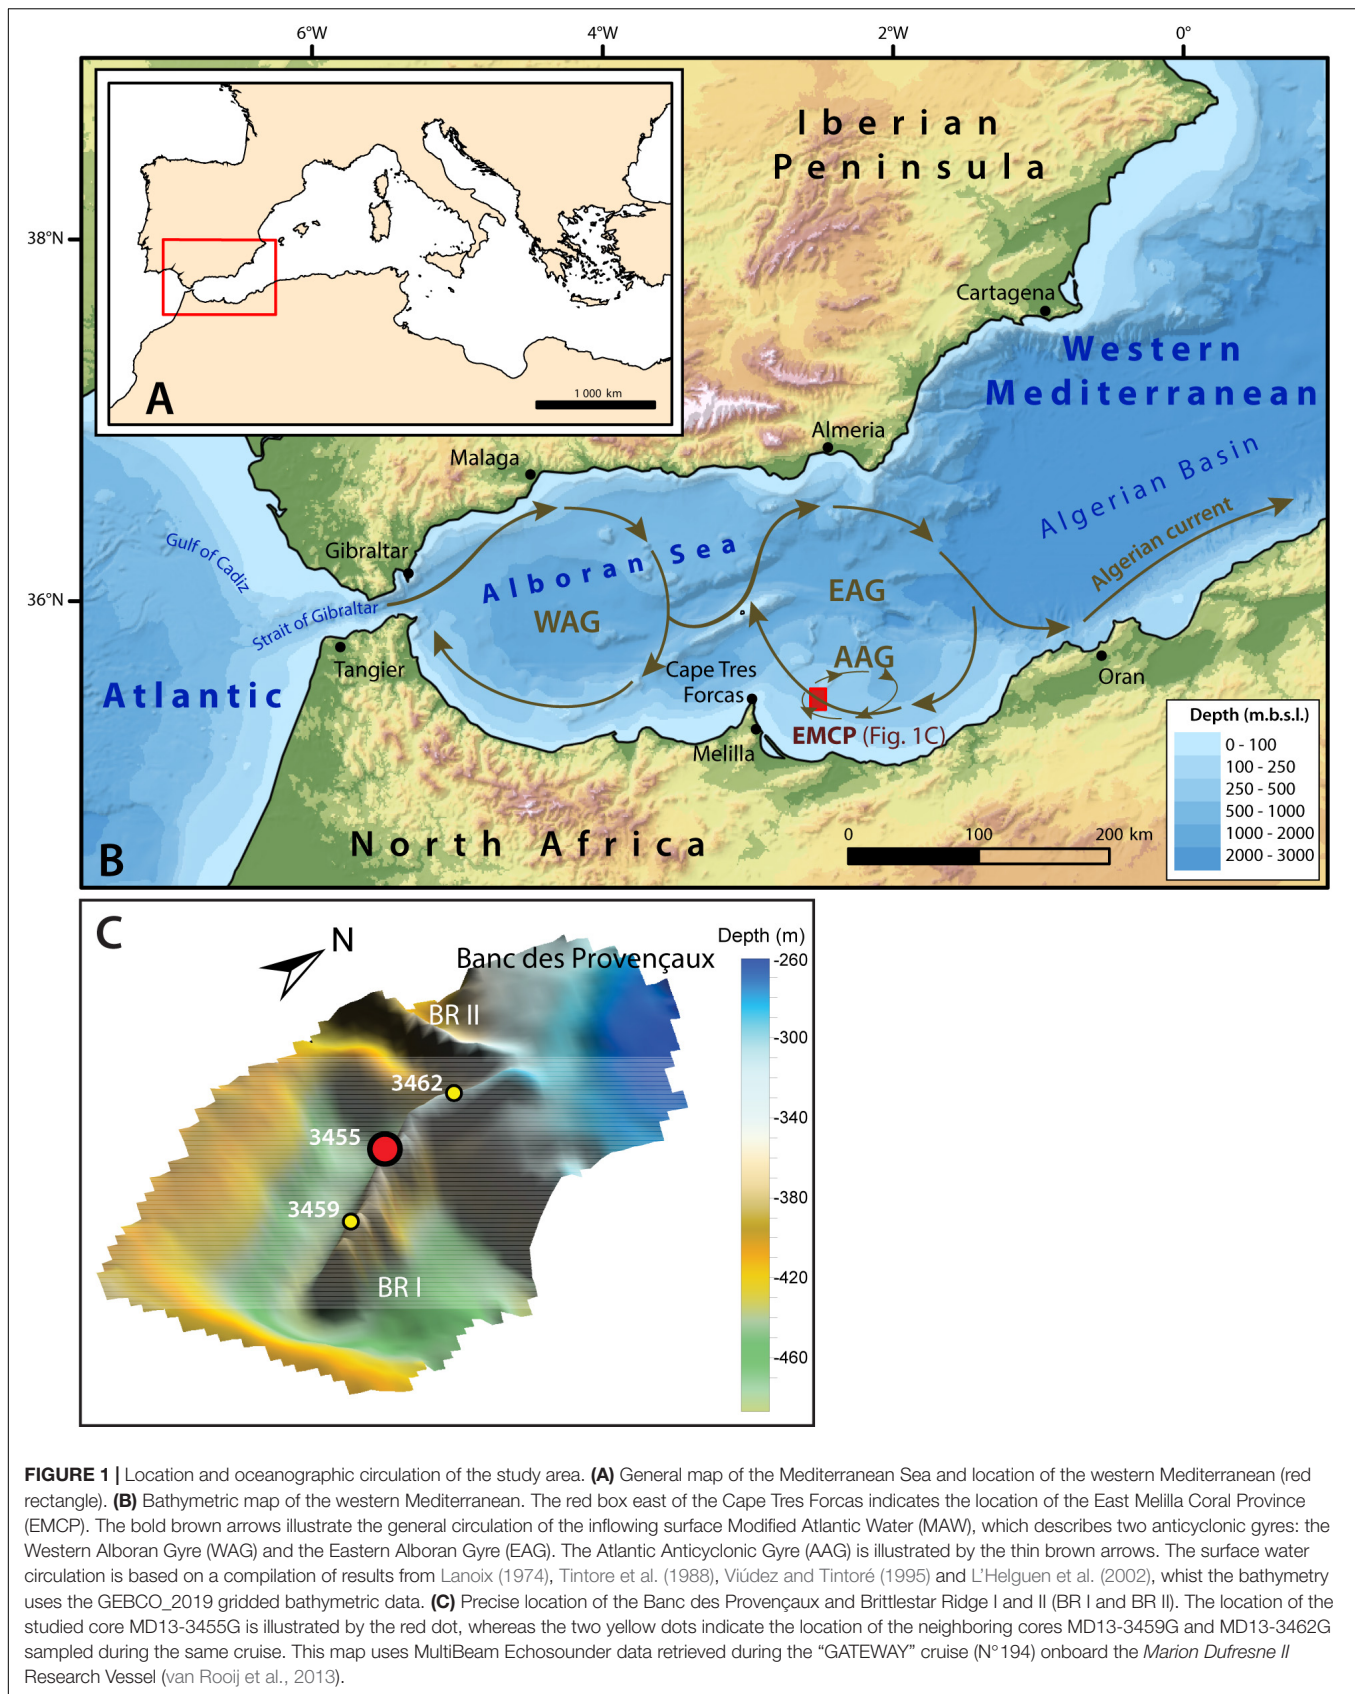 6°W 4°W 2°W 0°
38°N
36°N
A
1 000 km
Iberian
Peninsula
Cartagena
Western
Mediterranean
Almeria
Malaga
Algerian Basin
Algerian current
Gulf of Cadiz
Gibraltar
Alboran Sea
EAG
WAG
Strait of Gibraltar
AAG
Tangier
Cape Tres
Forcas
Oran
Atlantic
EMCP (Fig. 1C)
Melilla
Depth (m.b.s.l.)
0 - 100
100 - 250
250 - 500
500 - 1000
1000 - 2000
2000 - 3000
North Africa
0 100 200 km
B
C
N
Banc des Provençaux
Depth (m)
-260
-300
-340
-380
-420
-460
BR II
3462
3455
3459
BR I
FIGURE 1 | Location and oceanographic circulation of the study area. (A) General map of the Mediterranean Sea and location of the western Mediterranean (red
rectangle). (B) Bathymetric map of the western Mediterranean. The red box east of the Cape Tres Forcas indicates the location of the East Melilla Coral Province
(EMCP). The bold brown arrows illustrate the general circulation of the inflowing surface Modified Atlantic Water (MAW), which describes two anticyclonic gyres: the
Western Alboran Gyre (WAG) and the Eastern Alboran Gyre (EAG). The Atlantic Anticyclonic Gyre (AAG) is illustrated by the thin brown arrows. The surface water
circulation is based on a compilation of results from Lanoix (1974), Tintore et al. (1988), Viúdez and Tintoré (1995) and L'Helguen et al. (2002), whist the bathymetry
uses the GEBCO_2019 gridded bathymetric data. (C) Precise location of the Banc des Provençaux and Brittlestar Ridge I and II (BR I and BR II). The location of the
studied core MD13-3455G is illustrated by the red dot, whereas the two yellow dots indicate the location of the neighboring cores MD13-3459G and MD13-3462G
sampled during the same cruise. This map uses MultiBeam Echosounder data retrieved during the “GATEWAY” cruise (N°194) onboard the Marion Dufresne II
Research Vessel (van Rooij et al., 2013).